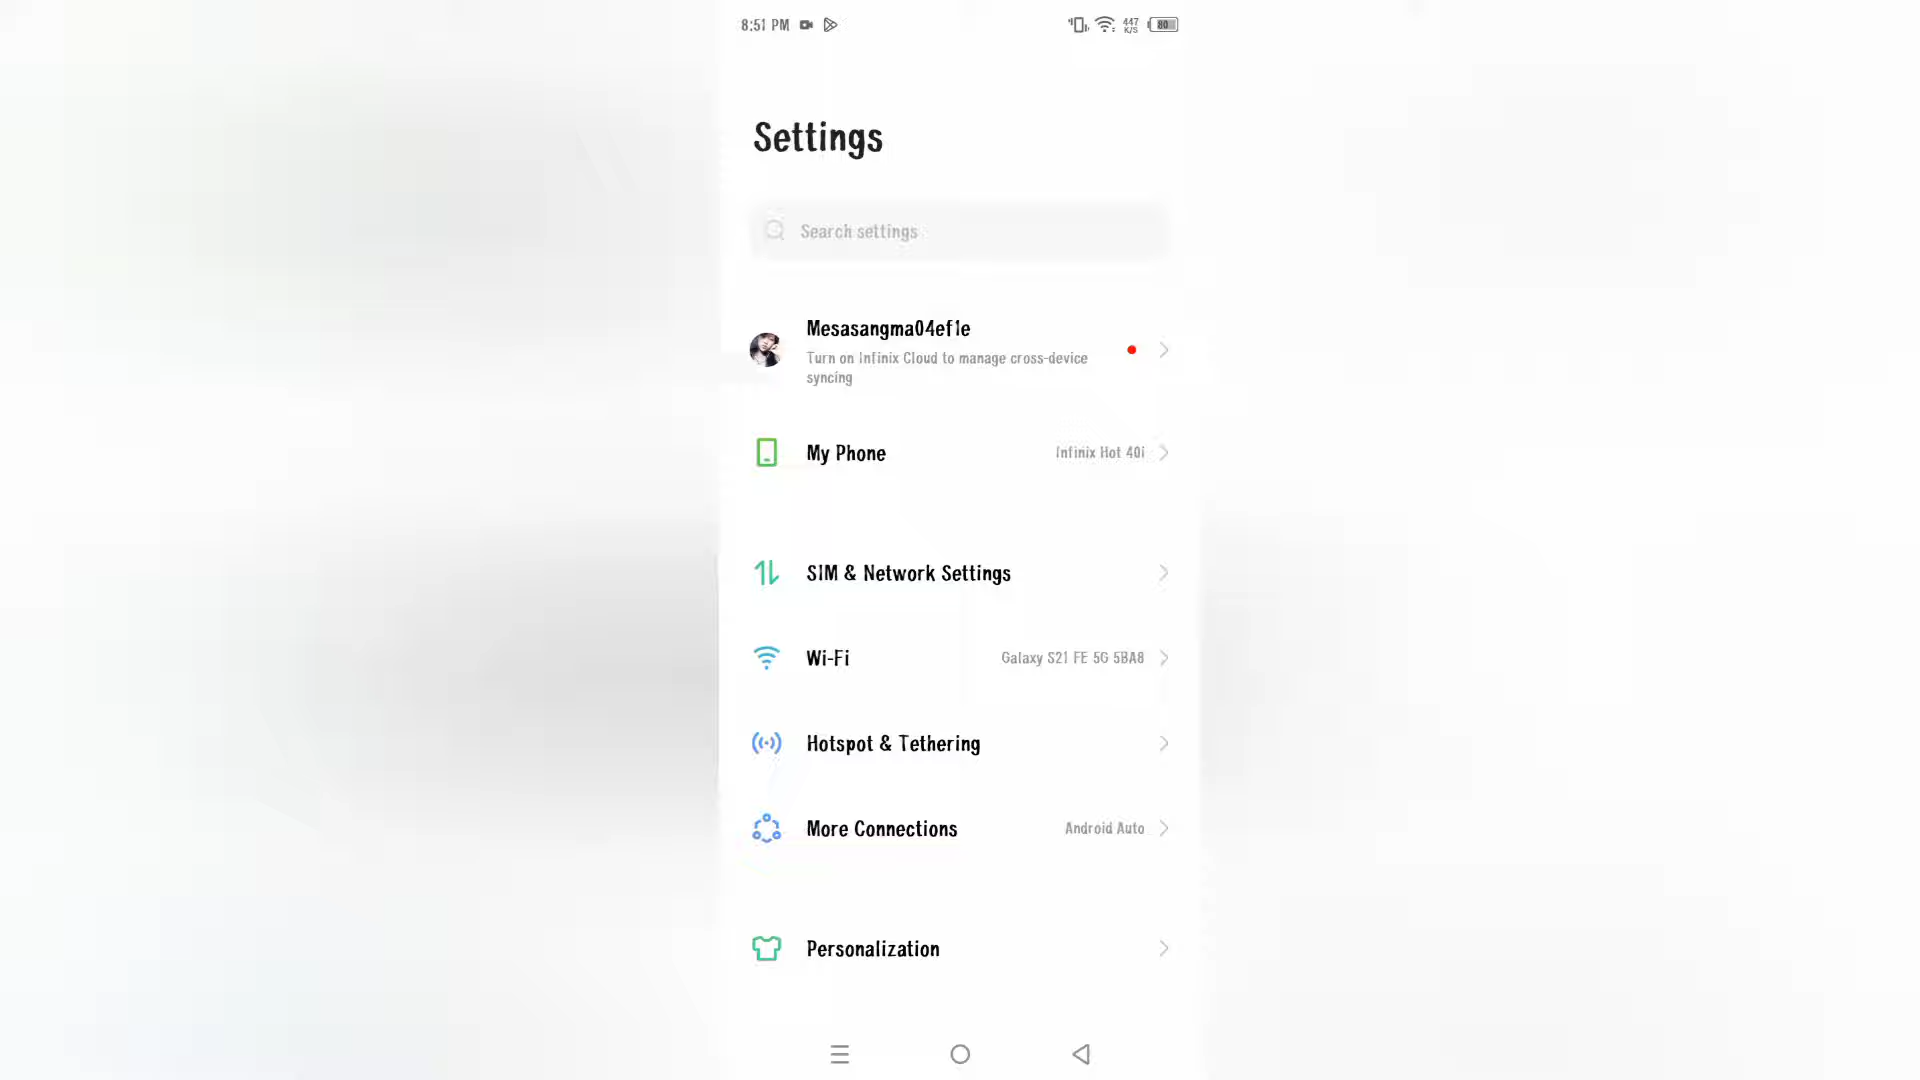 8:51 PM
447
K/S
80
Settings
Search settings
Mesasangma04ef1e
Turn on Infinix Cloud to manage cross-device
syncing
My Phone
Infinix Hot 40i
SIM & Network Settings
Wi-Fi
Galaxy S21 FE 5G 5BA8
Hotspot & Tethering
More Connections
Android Auto
Personalization